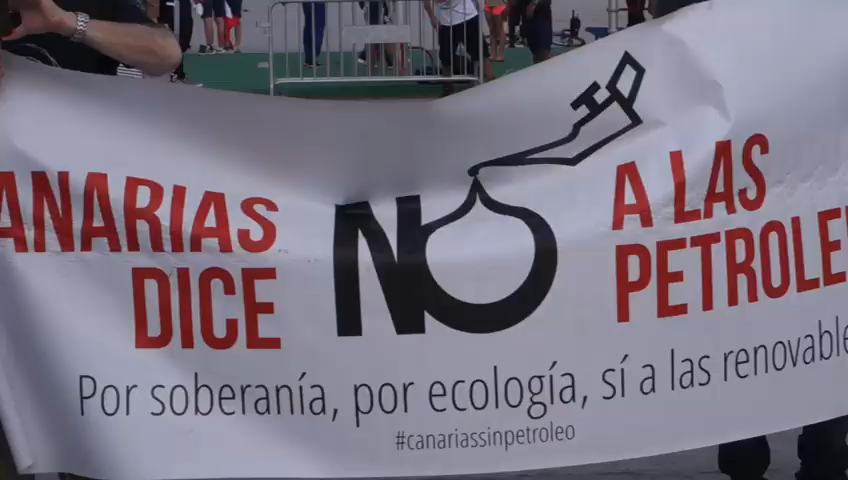 ANARIAS
DICE
NO
A LAS
PETROLE
Por soberanía, por ecología, sí a las renovable
#canariassinpetroleo